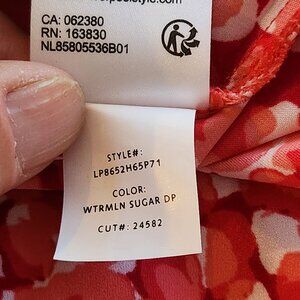 CA: 062380
RN: 163830
NL85805536B01
STYLE#:
LP8652H65P71
COLOR:
WTRMLN SUGAR DP
CUT#: 24582